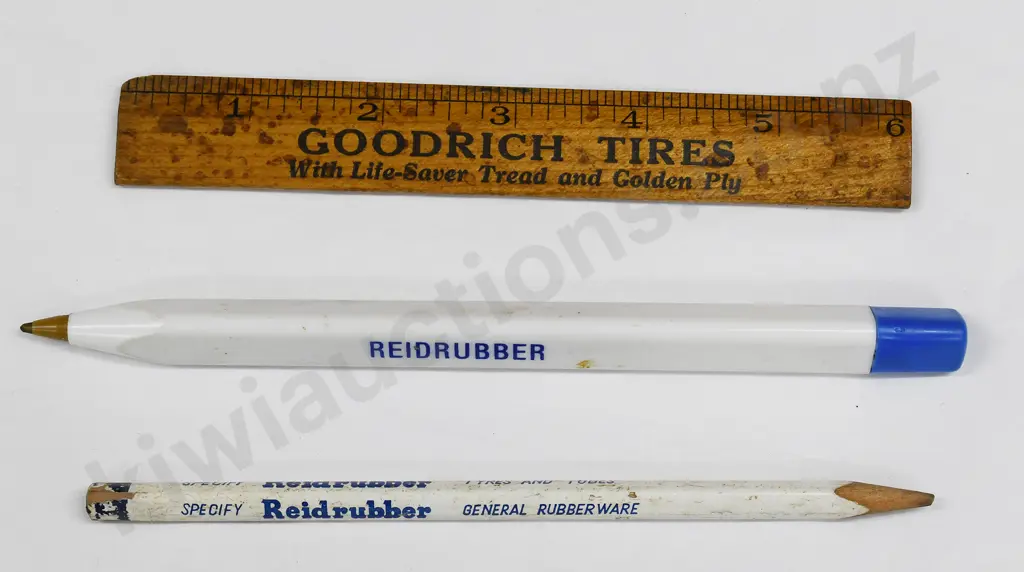 1 2 3 4 5 6
GOODRICH TIRES
With Life-Saver Tread and Golden Ply
REIDRUBBER
SPECIFY Reidrubber TYRES AND TUBES
SPECIFY Reidrubber GENERAL RUBBERWARE
kiwiauctions.co.nz